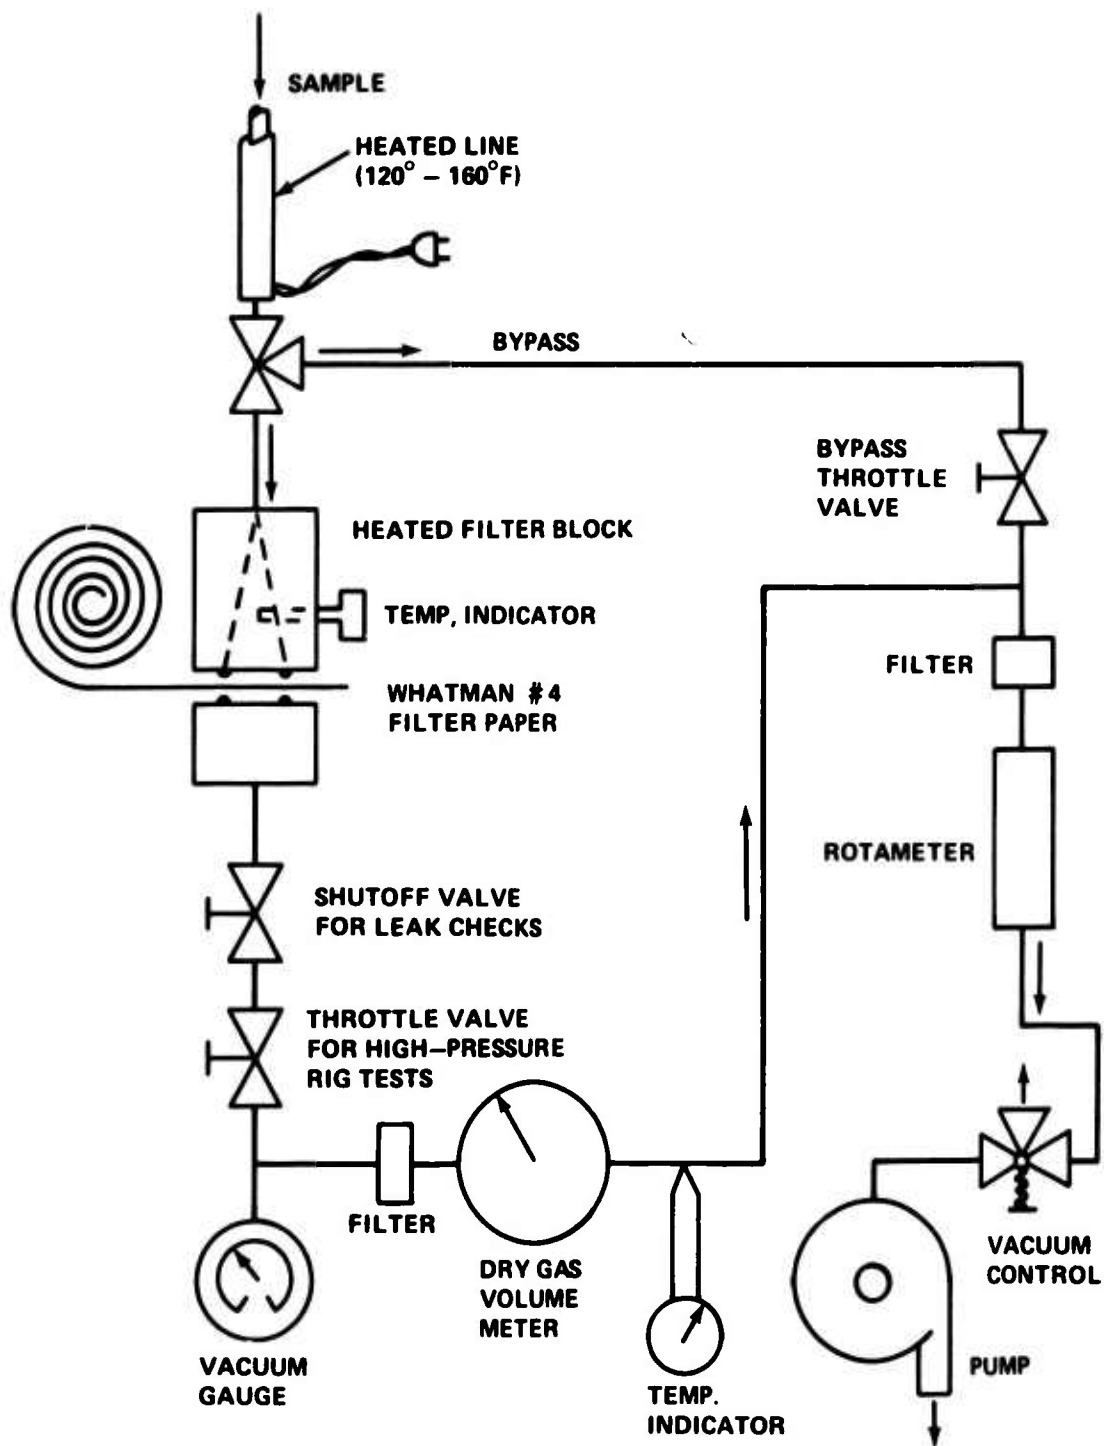 SAMPLE
HEATED LINE
(120° – 160°F)
BYPASS
BYPASS
THROTTLE
VALVE
HEATED FILTER BLOCK
TEMP, INDICATOR
FILTER
WHATMAN #4
FILTER PAPER
ROTAMETER
SHUTOFF VALVE
FOR LEAK CHECKS
THROTTLE VALVE
FOR HIGH–PRESSURE
RIG TESTS
FILTER
DRY GAS
VOLUME
METER
VACUUM
CONTROL
VACUUM
GAUGE
PUMP
TEMP.
INDICATOR